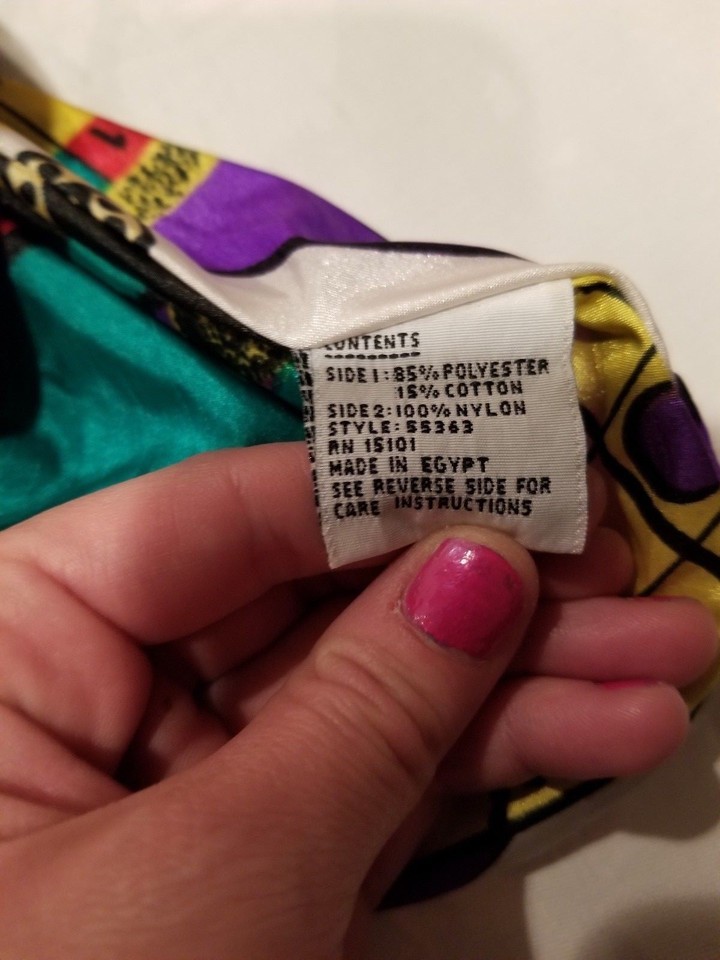 CONTENTS
SIDE 1: 85% POLYESTER
15% COTTON
SIDE 2: 100% NYLON
STYLE: 55363
RN 15101
MADE IN EGYPT
SEE REVERSE SIDE FOR
CARE INSTRUCTIONS